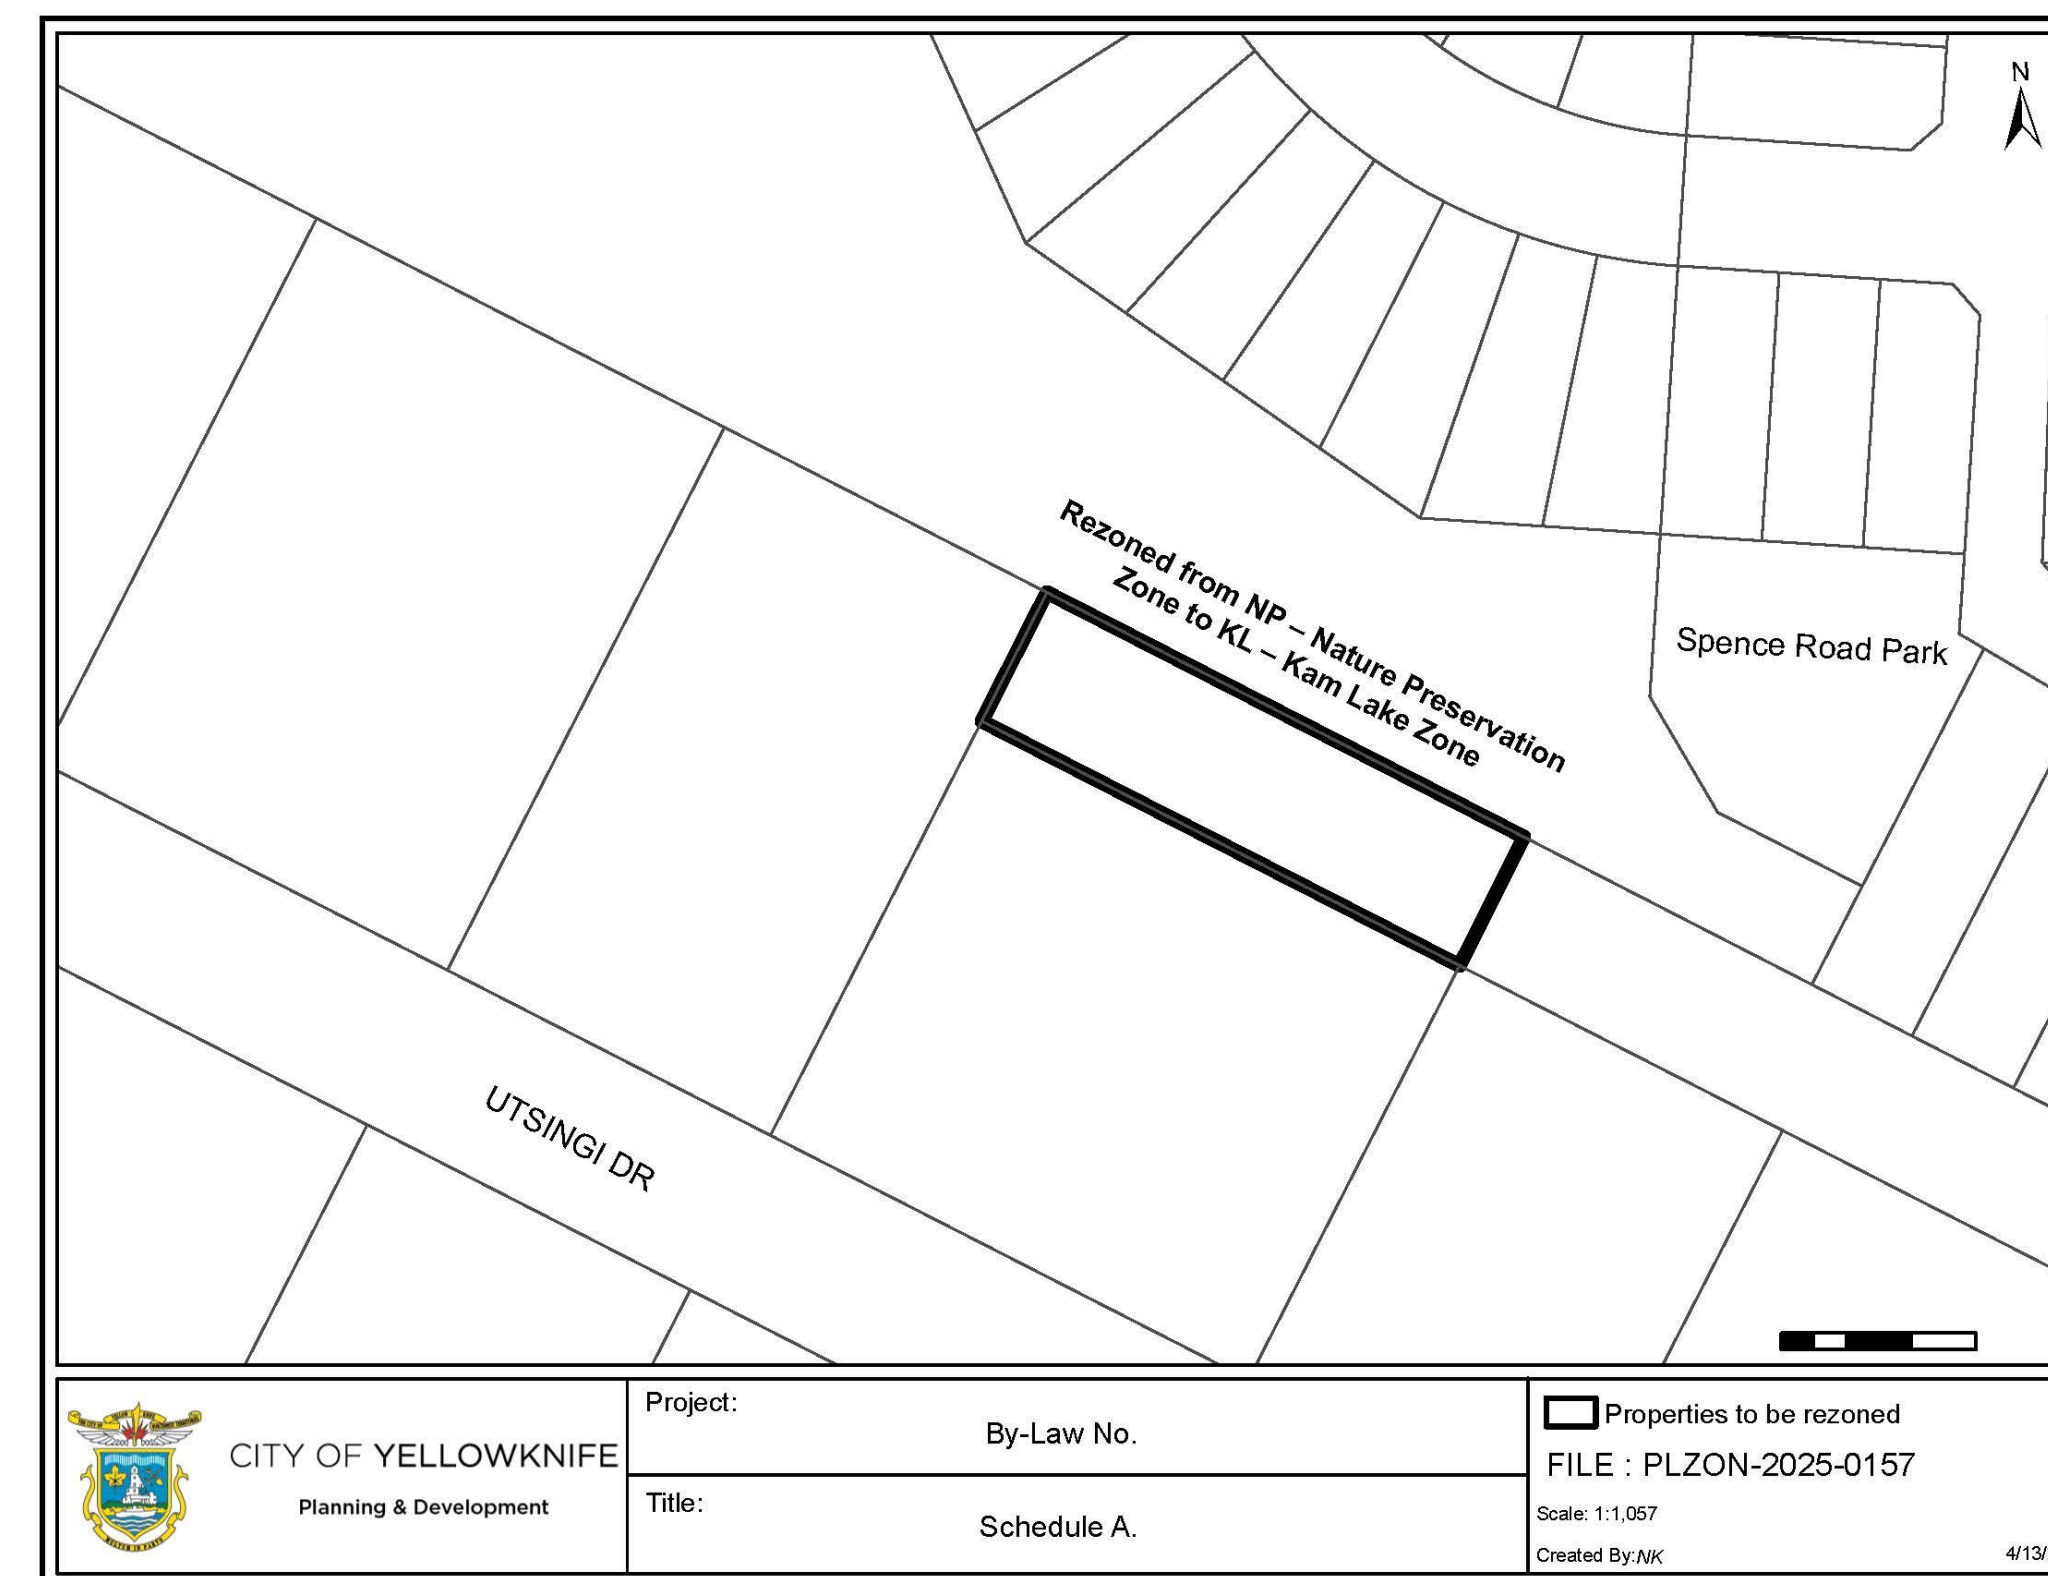 N
Rezoned from NP – Nature Preservation
Zone to KL – Kam Lake Zone
Spence Road Park
UTSINGI DR
CITY OF YELLOWKNIFE
Planning & Development
Project:
By-Law No.
Title:
Schedule A.
Properties to be rezoned
FILE : PLZON-2025-0157
Scale: 1:1,057
Created By:NK
4/13/